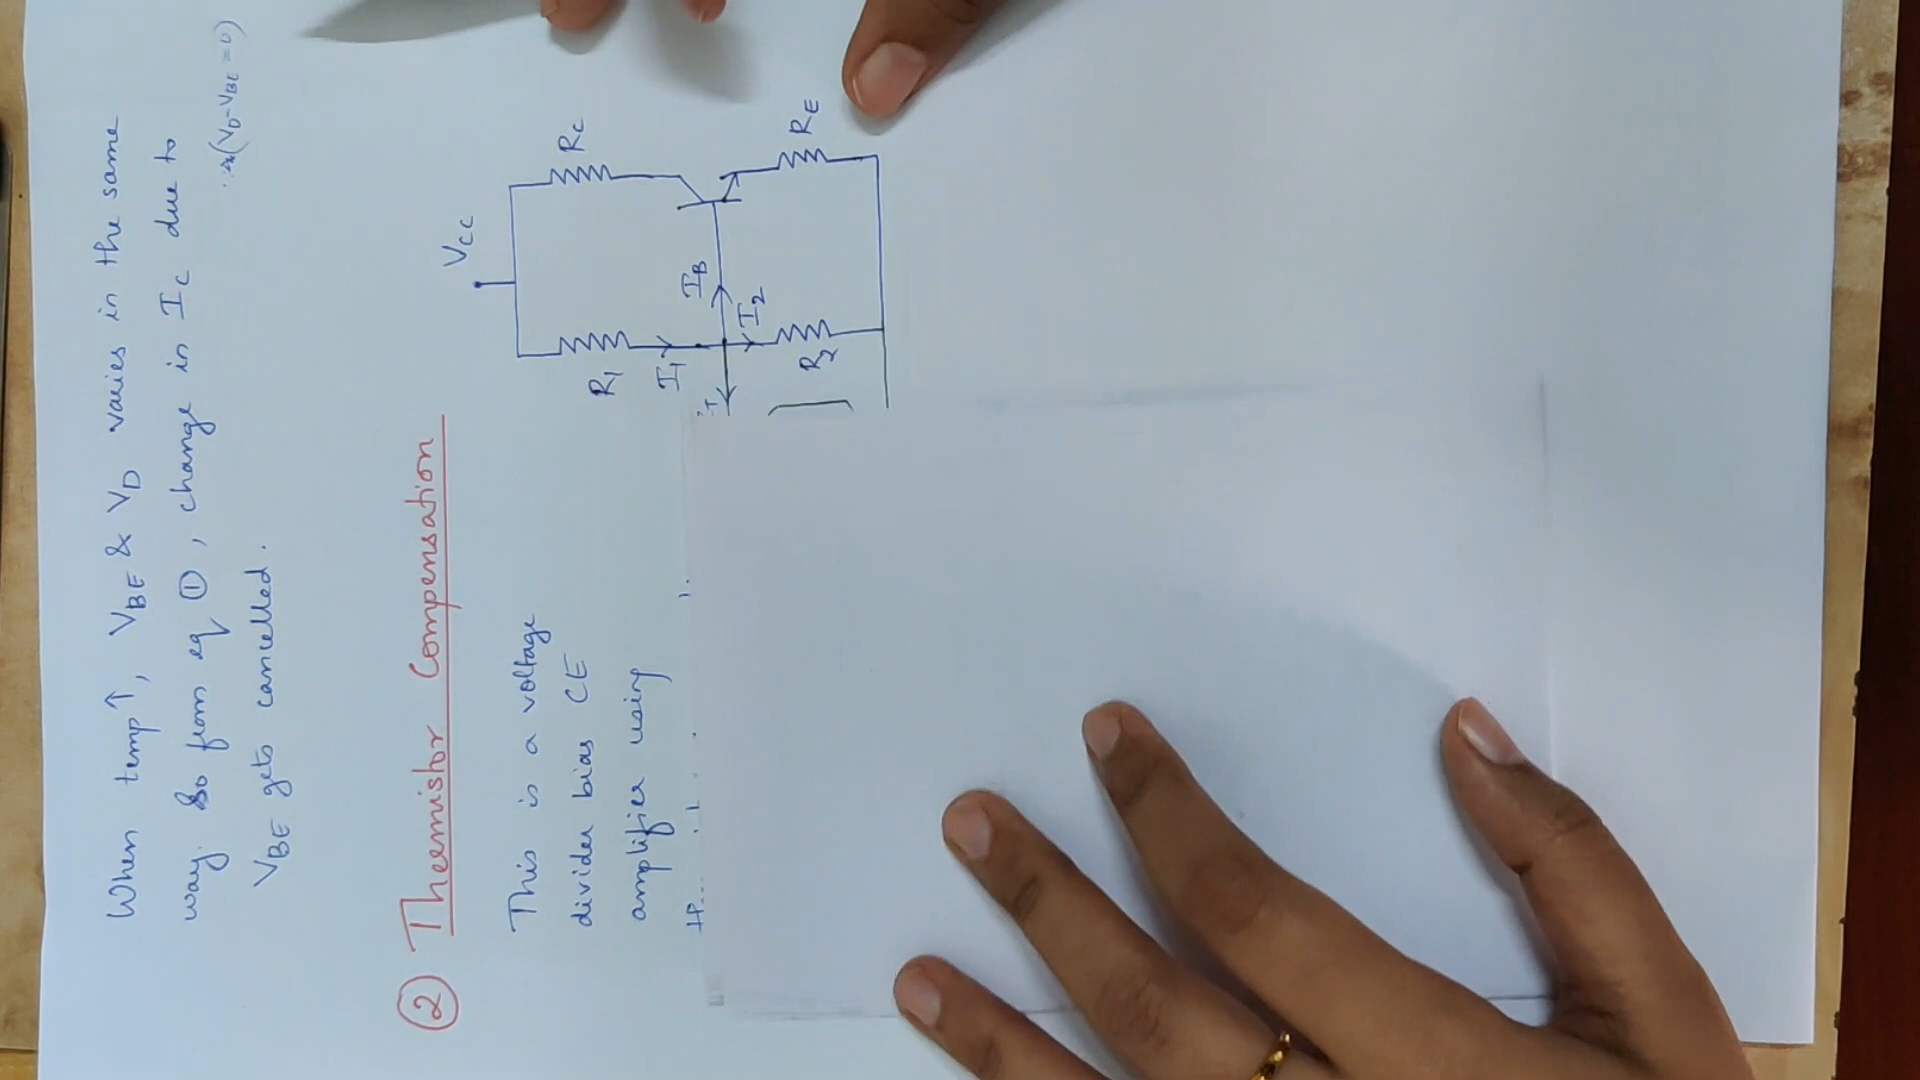 When temp↑, VBE & VD varies in the same
way. So from eq ①, change in IC due to
VBE gets cancelled.
(VD-VBE=0)
② Thermistor Compensation
This is a voltage
divider bias CE
amplifier using
VCC
R1
RC
I1
IB
I2
R2
RE